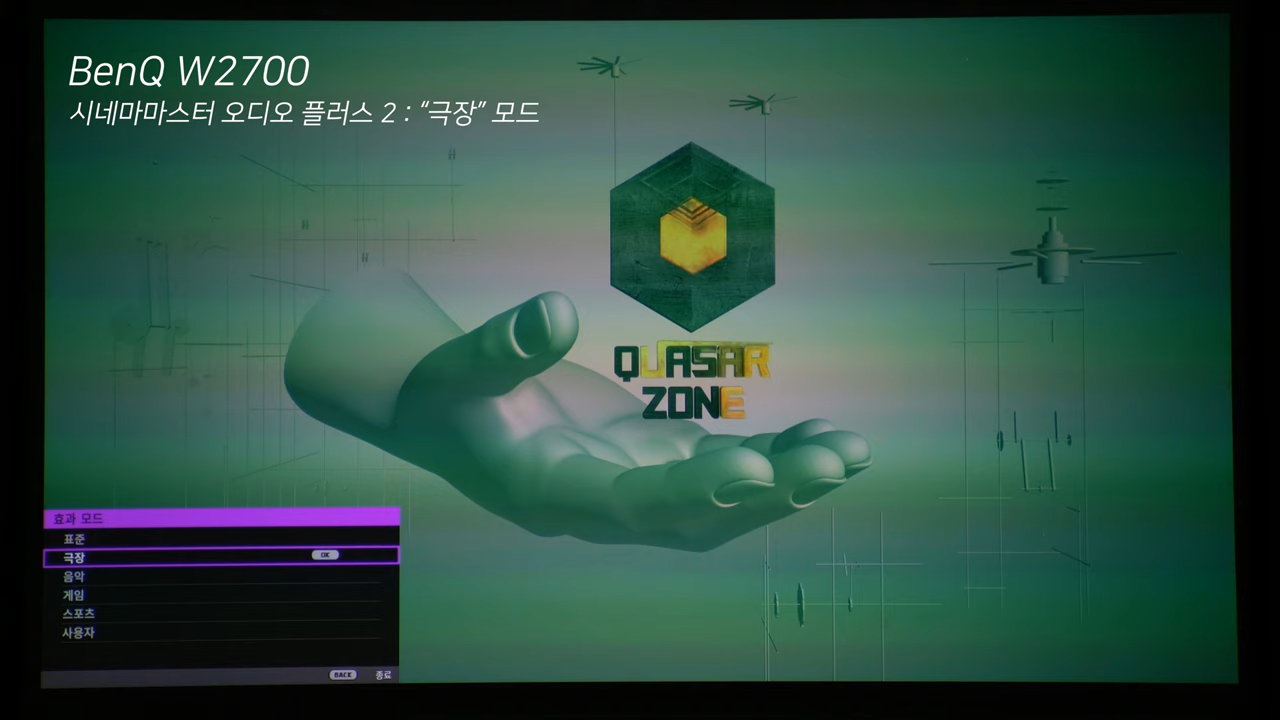 BenQ W2700
시네마마스터 오디오 플러스 2 : “극장” 모드
QUASAR
ZONE
효과 모드
표준
극장 OK
음악
게임
스포츠
사용자
BACK 종료